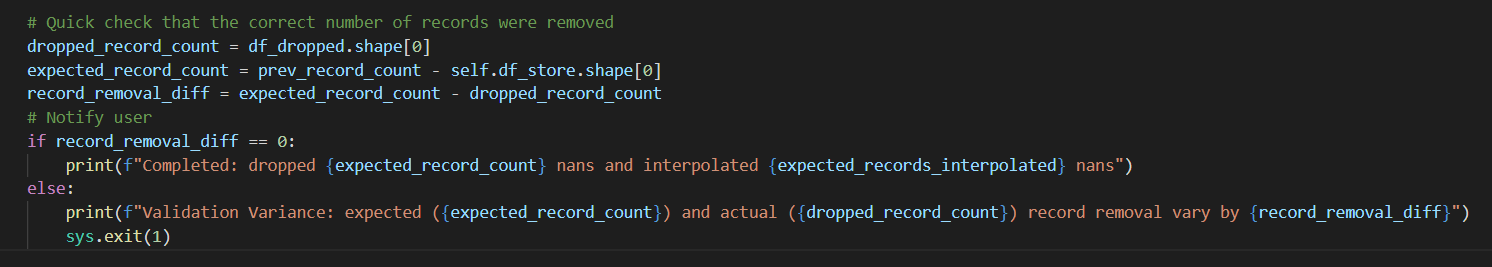 # Quick check that the correct number of records were removed
dropped_record_count = df_dropped.shape[0]
expected_record_count = prev_record_count - self.df_store.shape[0]
record_removal_diff = expected_record_count - dropped_record_count
# Notify user
if record_removal_diff == 0:
    print(f"Completed: dropped {expected_record_count} nans and interpolated {expected_records_interpolated} nans")
else:
    print(f"Validation Variance: expected ({expected_record_count}) and actual ({dropped_record_count}) record removal vary by {record_removal_diff}")
    sys.exit(1)